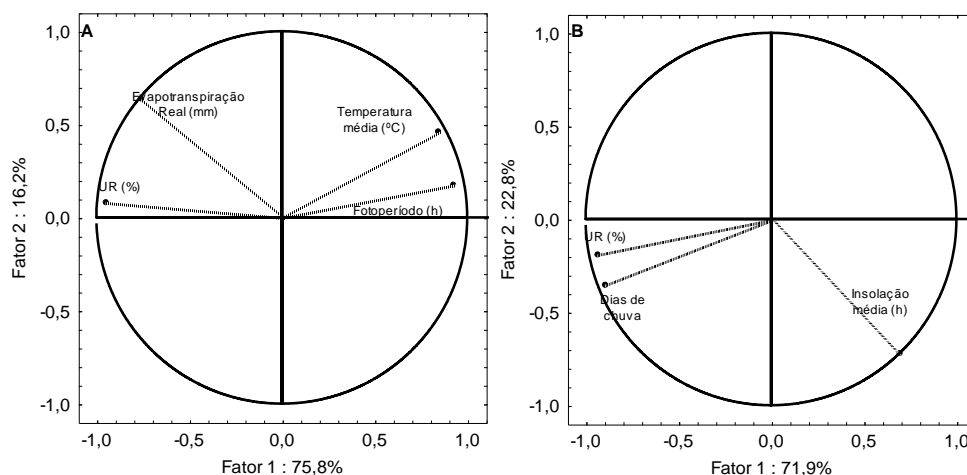 A
1,0
0,5
0,0
-0,5
-1,0
Fator 2 : 16,2%
Evapotranspiração
Real (mm)
Temperatura
média (ºC)
UR (%)
Fotoperíodo (h)
-1,0 -0,5 0,0 0,5 1,0
Fator 1 : 75,8%
B
1,0
0,5
0,0
-0,5
-1,0
Fator 2 : 22,8%
UR (%)
Dias de
chuva
Insolação
média (h)
-1,0 -0,5 0,0 0,5 1,0
Fator 1 : 71,9%